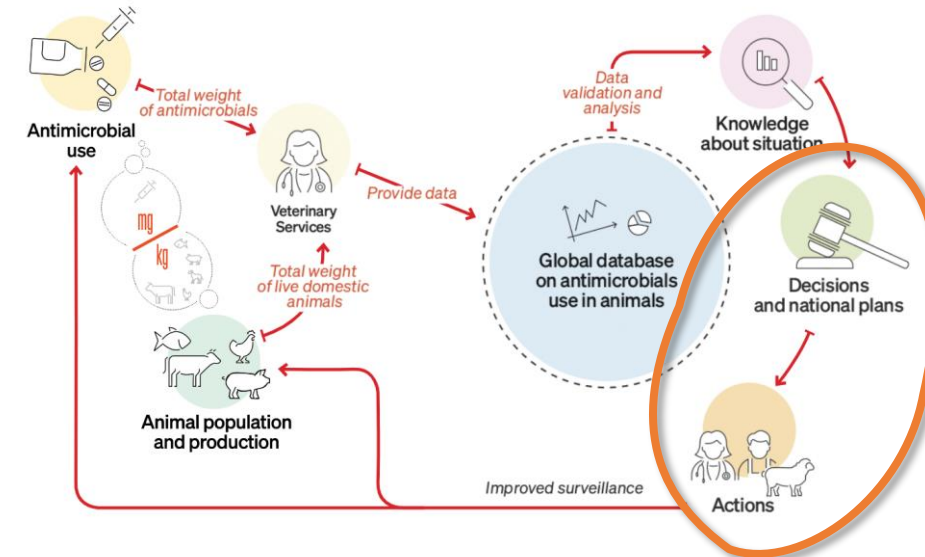 Total weight
of antimicrobials
Antimicrobial
use
mg
kg
Veterinary
Services
Total weight
of live domestic
animals
Animal population
and production
Provide data
Global database
on antimicrobials
use in animals
Data
validation and
analysis
Knowledge
about situation
Decisions
and national plans
Actions
Improved surveillance